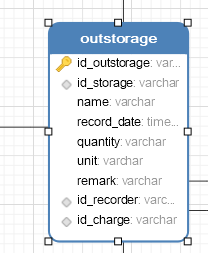 outstorage
id_outstorage: var...
id_storage: varchar
name: varchar
record_date: time...
quantity: varchar
unit: varchar
remark: varchar
id_recorder: varc...
id_charge: varchar